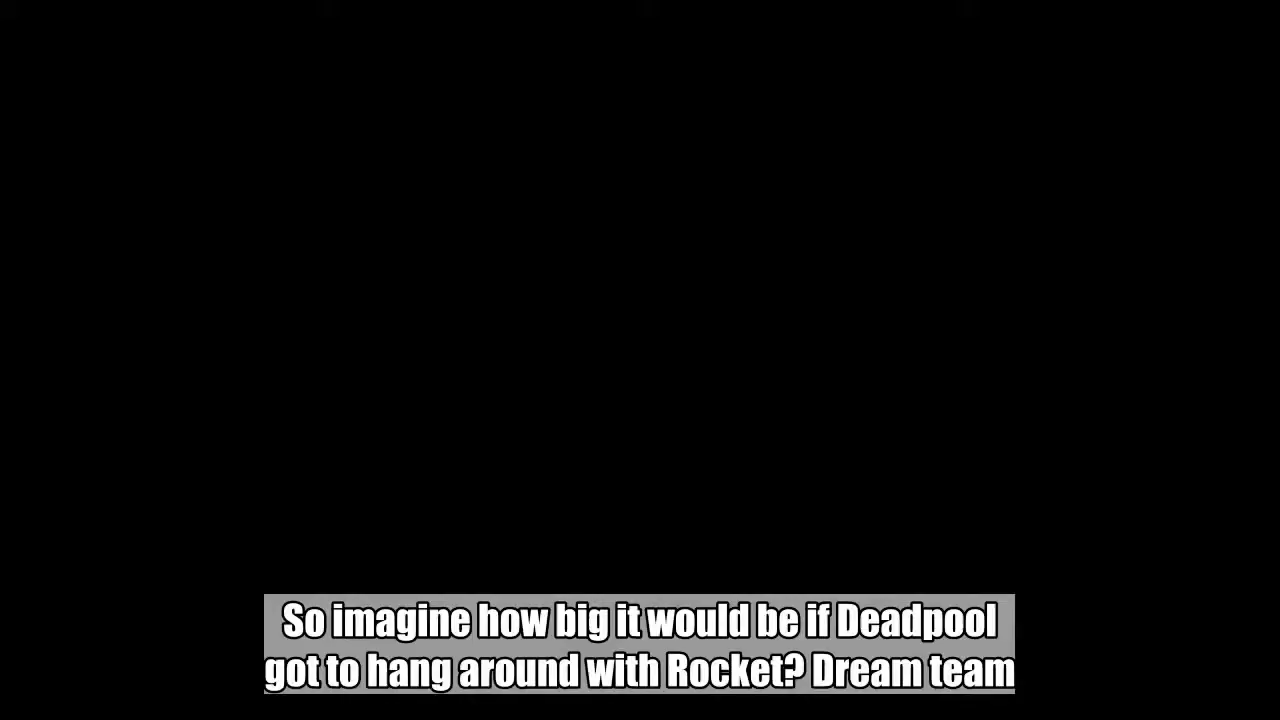 So imagine how big it would be if Deadpool
got to hang around with Rocket? Dream team